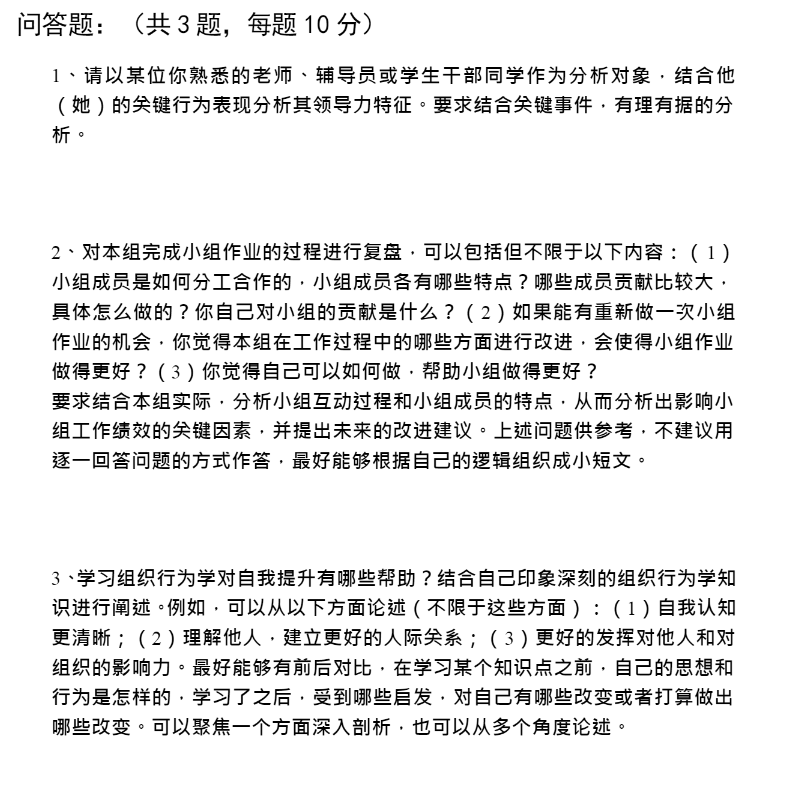 问答题：（共 3 题，每题 10 分）
1、请以某位你熟悉的老师、辅导员或学生干部同学作为分析对象，结合他
（她）的关键行为表现分析其领导力特征。要求结合关键事件，有理有据的分
析。
2、对本组完成小组作业的过程进行复盘，可以包括但不限于以下内容：（1）
小组成员是如何分工合作的，小组成员各有哪些特点？哪些成员贡献比较大，
具体怎么做的？你自己对小组的贡献是什么？（2）如果能有重新做一次小组
作业的机会，你觉得本组在工作过程中的哪些方面进行改进，会使得小组作业
做得更好？（3）你觉得自己可以如何做，帮助小组做得更好？
要求结合本组实际，分析小组互动过程和小组成员的特点，从而分析出影响小
组工作绩效的关键因素，并提出未来的改进建议。上述问题供参考，不建议用
逐一回答问题的方式作答，最好能够根据自己的逻辑组织成小短文。
3、学习组织行为学对自我提升有哪些帮助？结合自己印象深刻的组织行为学知
识进行阐述。例如，可以从以下方面论述（不限于这些方面）：（1）自我认知
更清晰；（2）理解他人，建立更好的人际关系；（3）更好的发挥对他人和对
组织的影响力。最好能够有前后对比，在学习某个知识点之前，自己的思想和
行为是怎样的，学习了之后，受到哪些启发，对自己有哪些改变或者打算做出
哪些改变。可以聚焦一个方面深入剖析，也可以从多个角度论述。